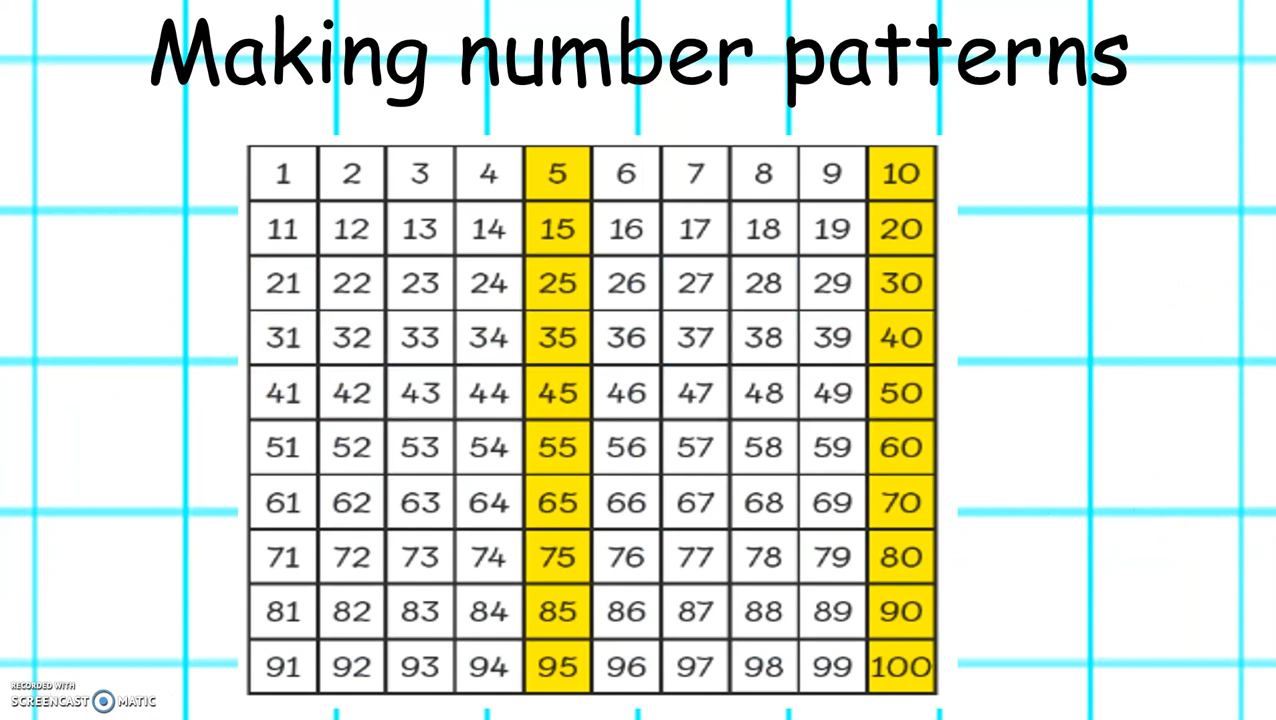 Making number patterns
1 2 3 4 5 6 7 8 9 10
11 12 13 14 15 16 17 18 19 20
21 22 23 24 25 26 27 28 29 30
31 32 33 34 35 36 37 38 39 40
41 42 43 44 45 46 47 48 49 50
51 52 53 54 55 56 57 58 59 60
61 62 63 64 65 66 67 68 69 70
71 72 73 74 75 76 77 78 79 80
81 82 83 84 85 86 87 88 89 90
91 92 93 94 95 96 97 98 99 100
RECORDED WITH
SCREENCAST MATIC